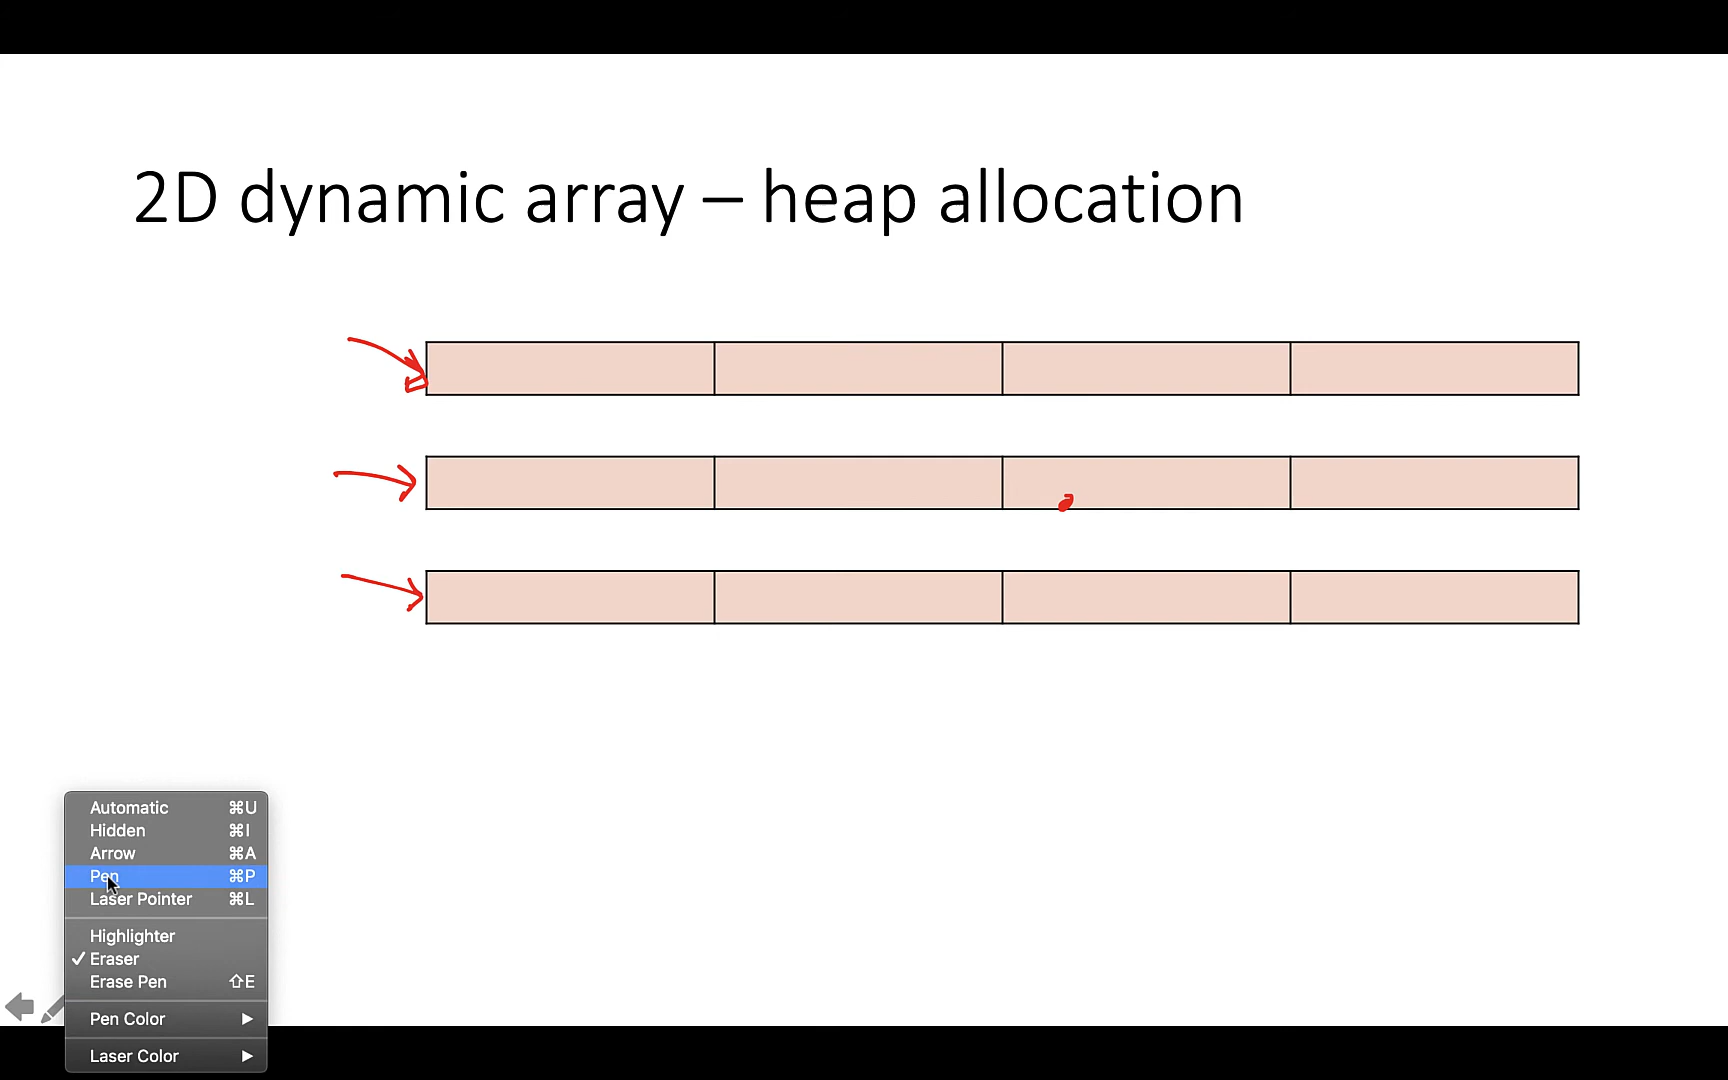 2D dynamic array – heap allocation
Automatic ⌘U
Hidden ⌘I
Arrow ⌘A
Pen ⌘P
Laser Pointer ⌘L
Highlighter
✓ Eraser
Erase Pen ⇧E
Pen Color ▶
Laser Color ▶